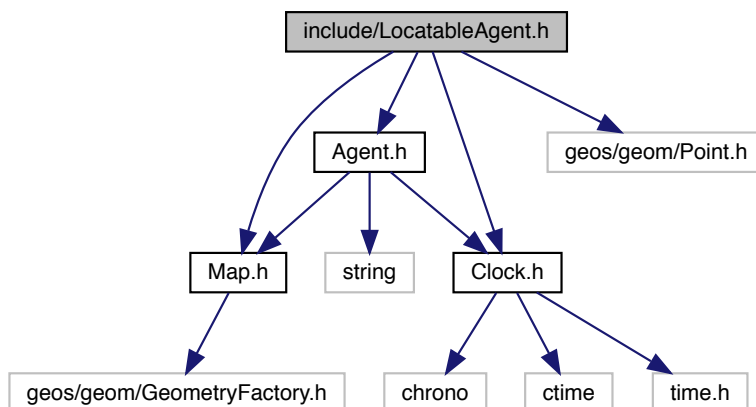 include/LocatableAgent.h
Agent.h
geos/geom/Point.h
Map.h
string
Clock.h
geos/geom/GeometryFactory.h
chrono
ctime
time.h